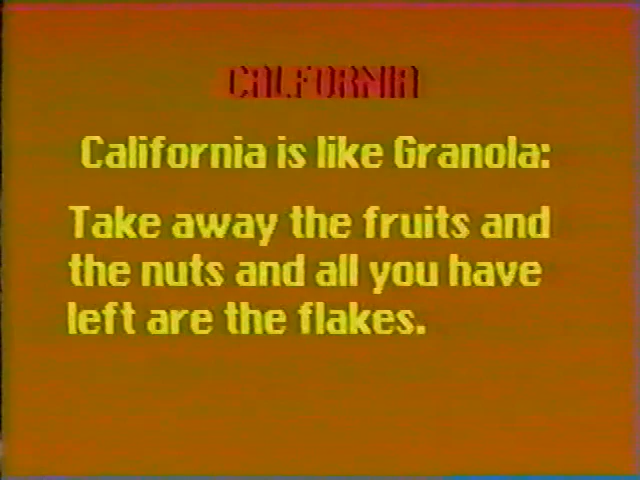 CALFORNIA
California is like Granola:
Take away the fruits and
the nuts and all you have
left are the flakes.